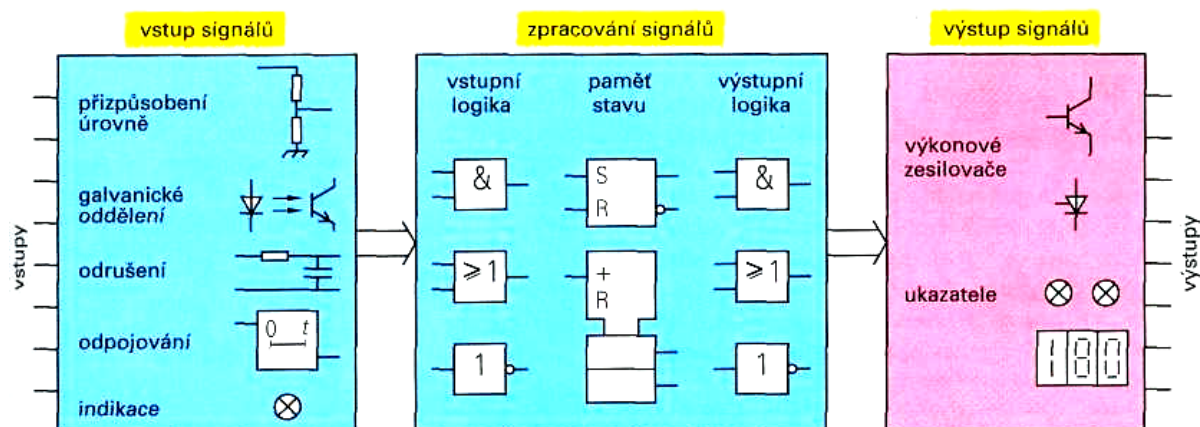 vstup signálů
zpracování signálů
výstup signálů
vstupy
přizpůsobení
úrovně
galvanické
oddělení
odrušení
odpojování
0 t
indikace
vstupní
logika
paměť
stavu
výstupní
logika
&
S
R
&
≥1
+
R
≥1
1
1
výkonové
zesilovače
ukazatele
180
výstupy